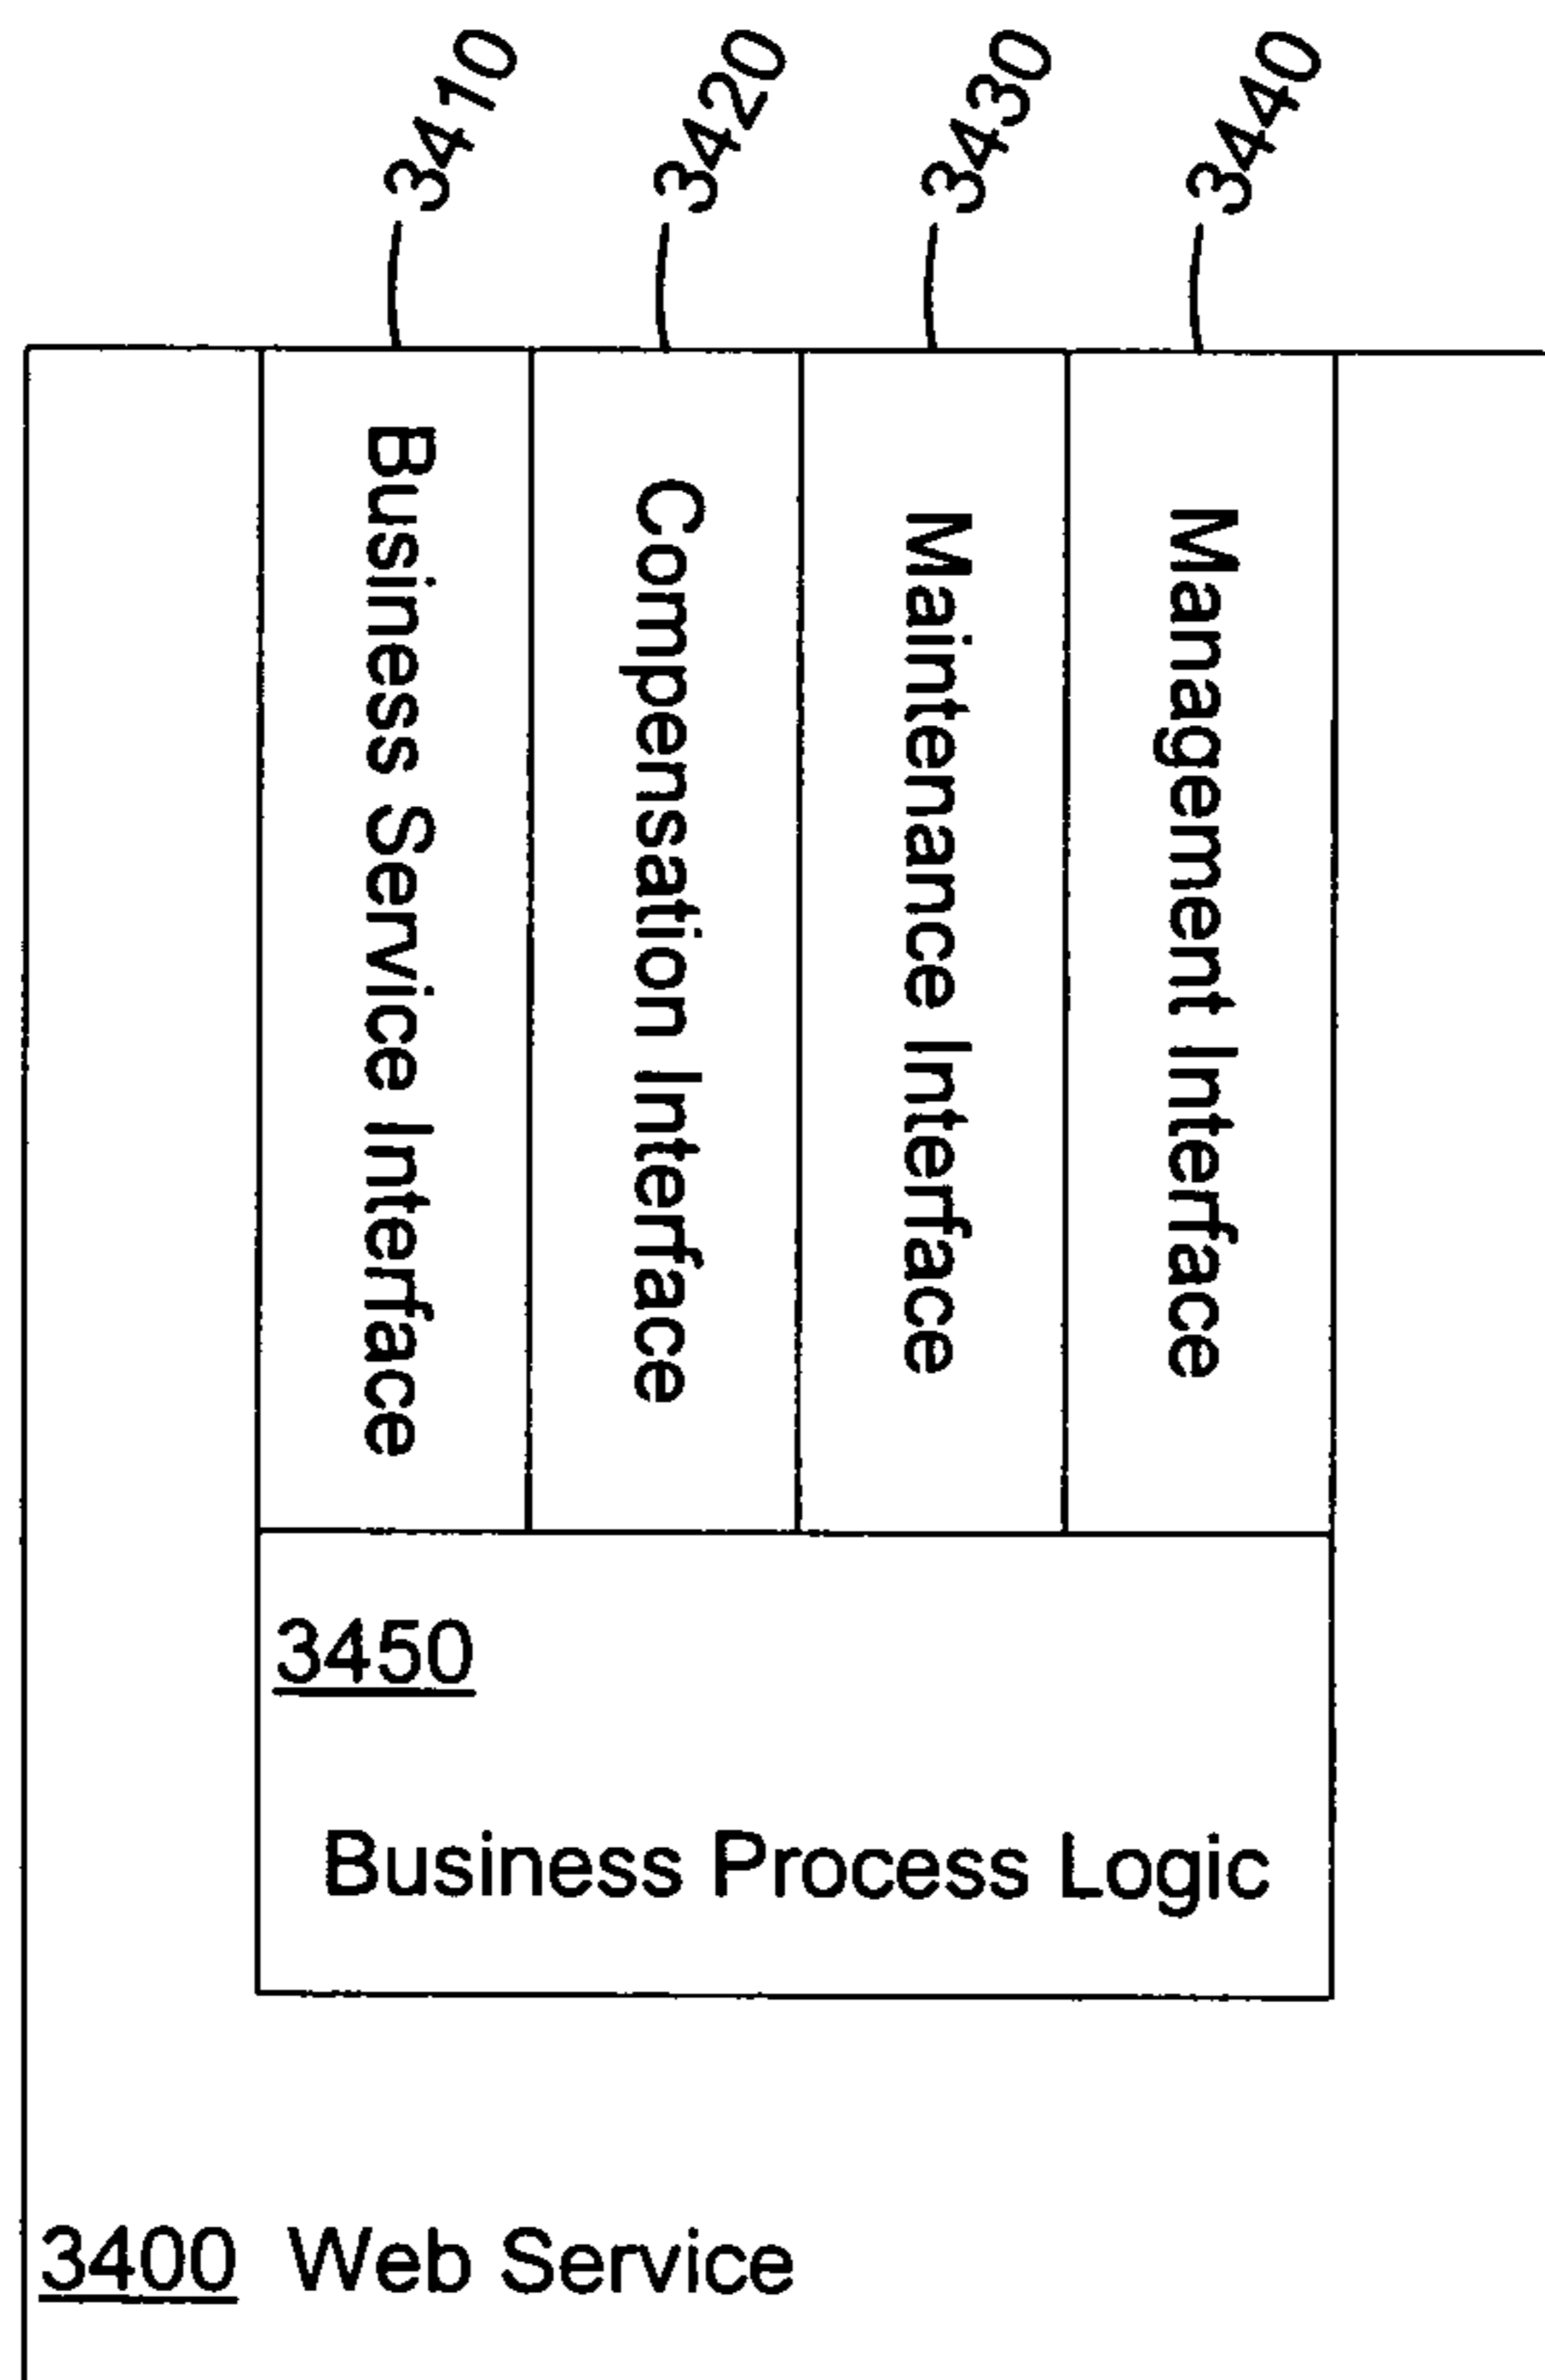 3410
3420
3430
3440
Business Service Interface
Compensation Interface
Maintenance Interface
Management Interface
3450
Business Process Logic
3400 Web Service